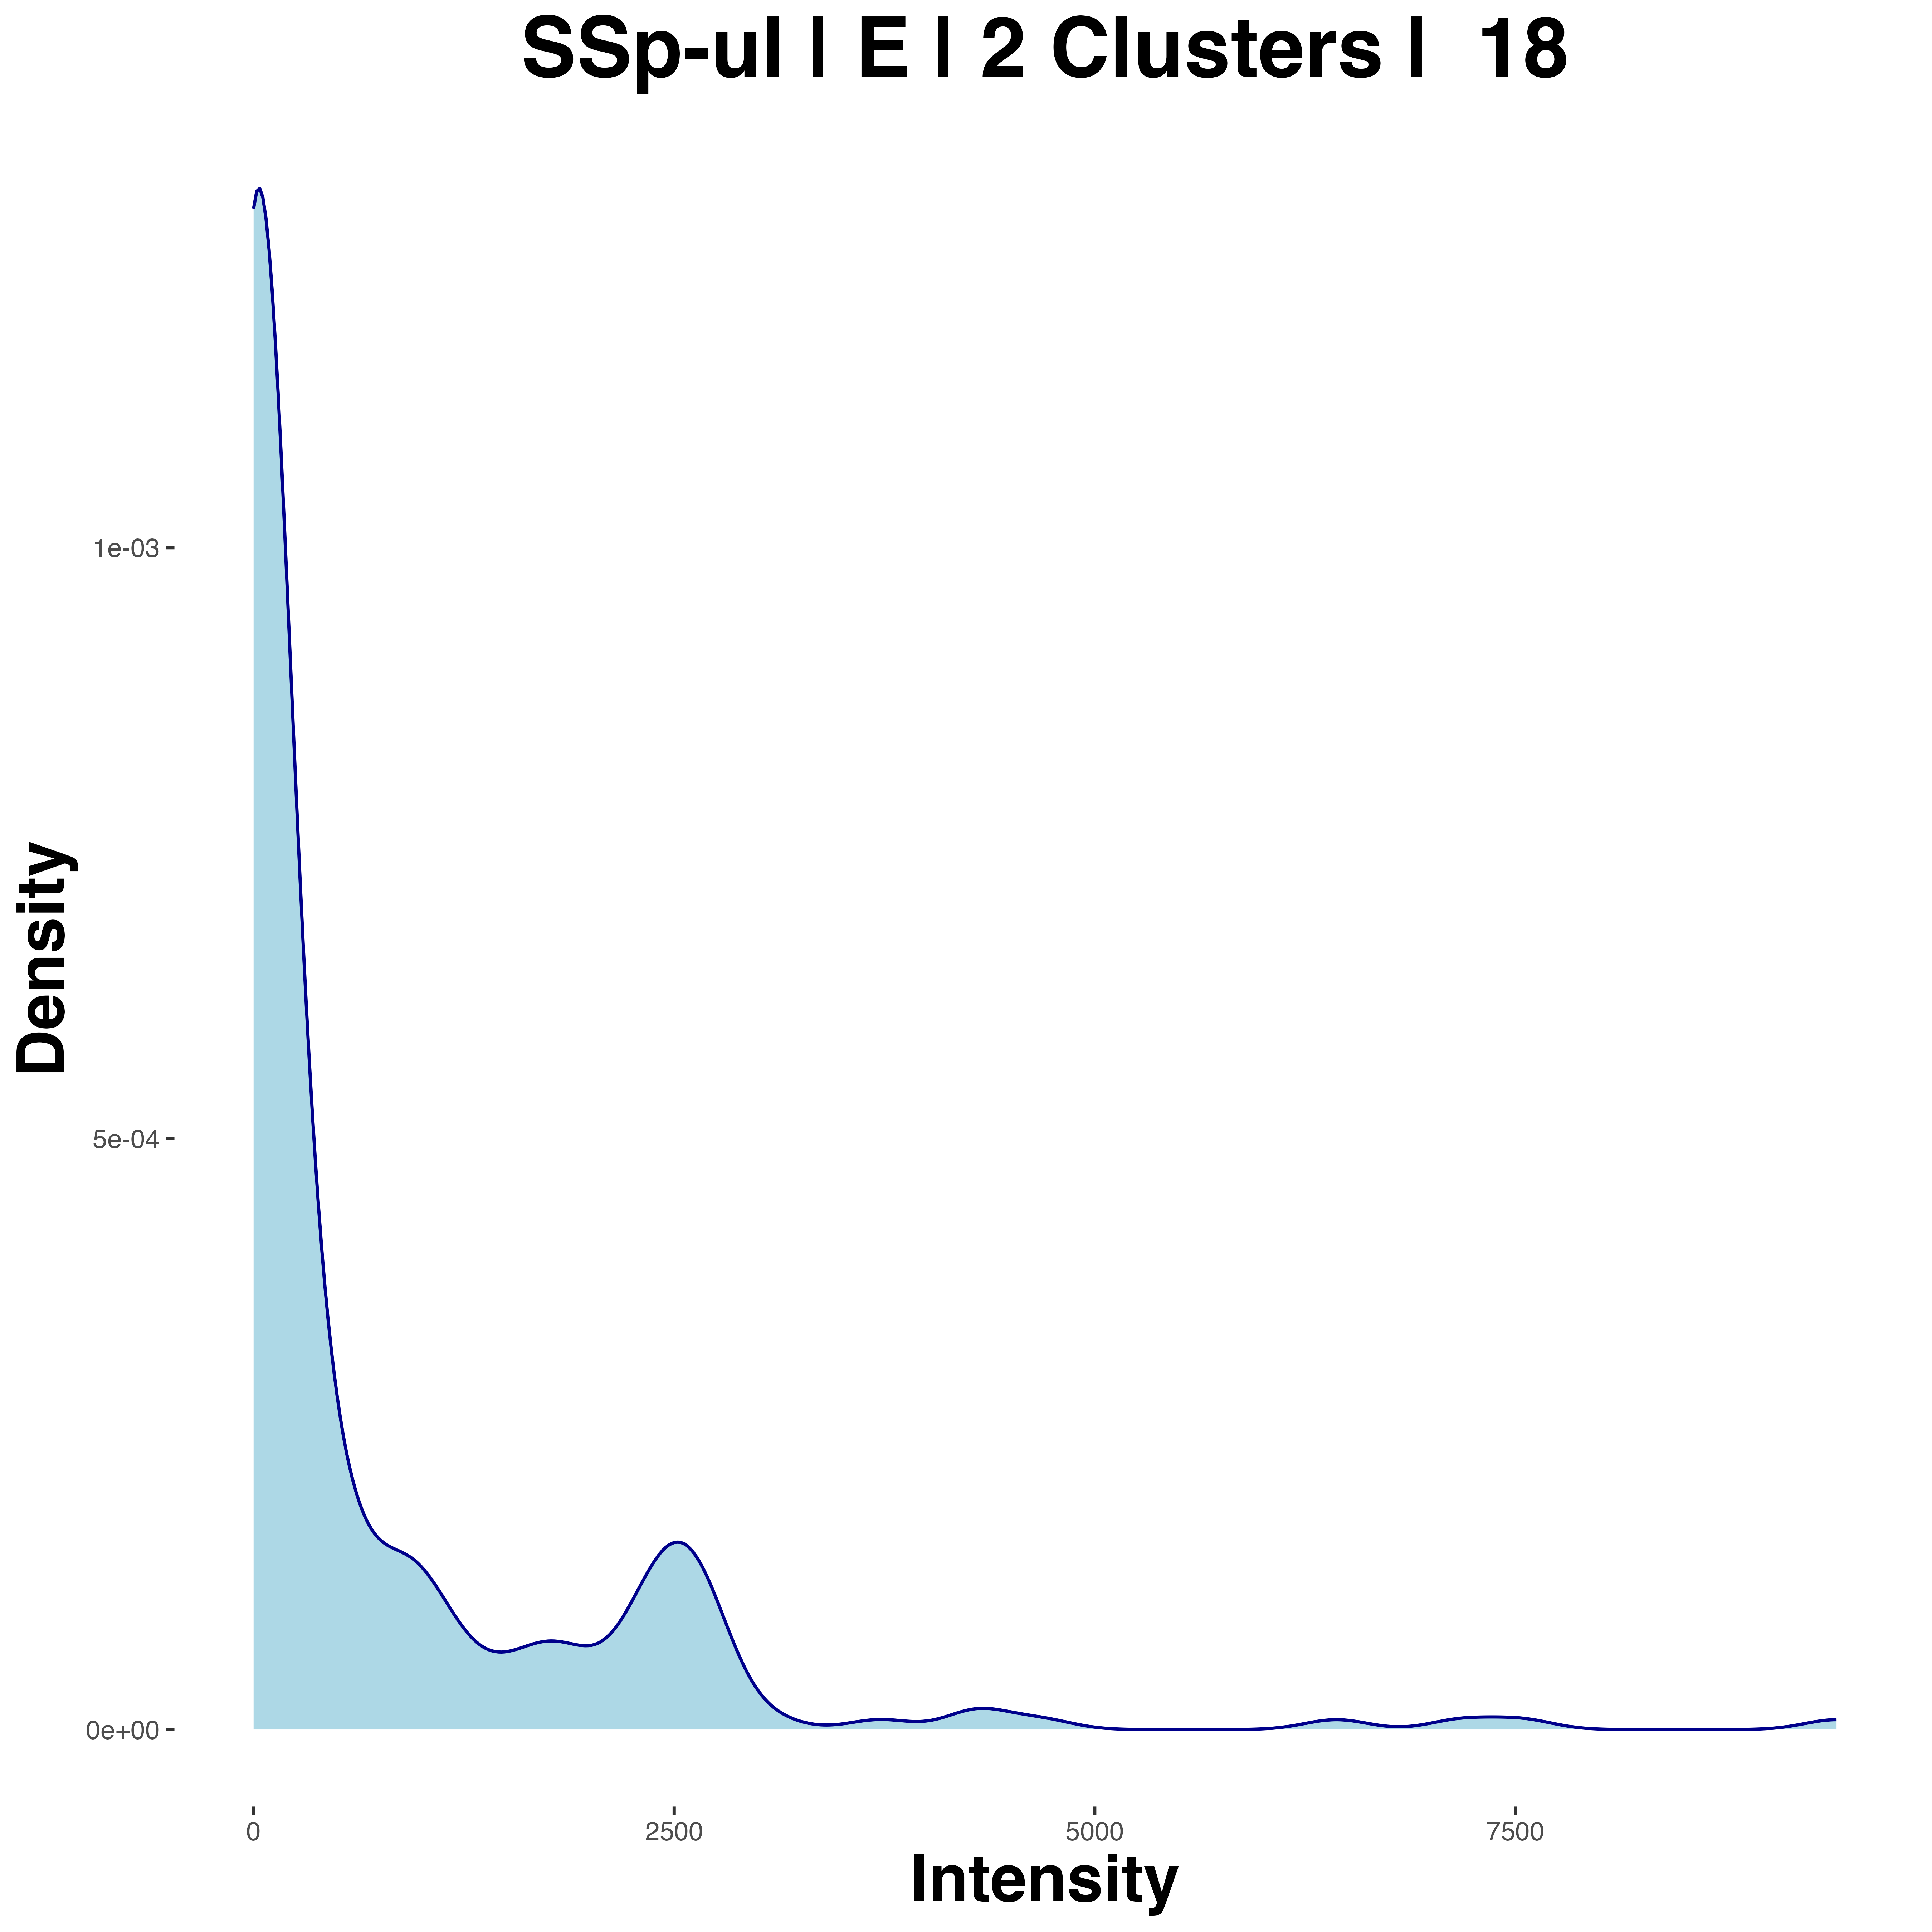 SSp-ul | E | 2 Clusters | 18
Density
1e-03
5e-04
0e+00
0
2500
5000
7500
Intensity